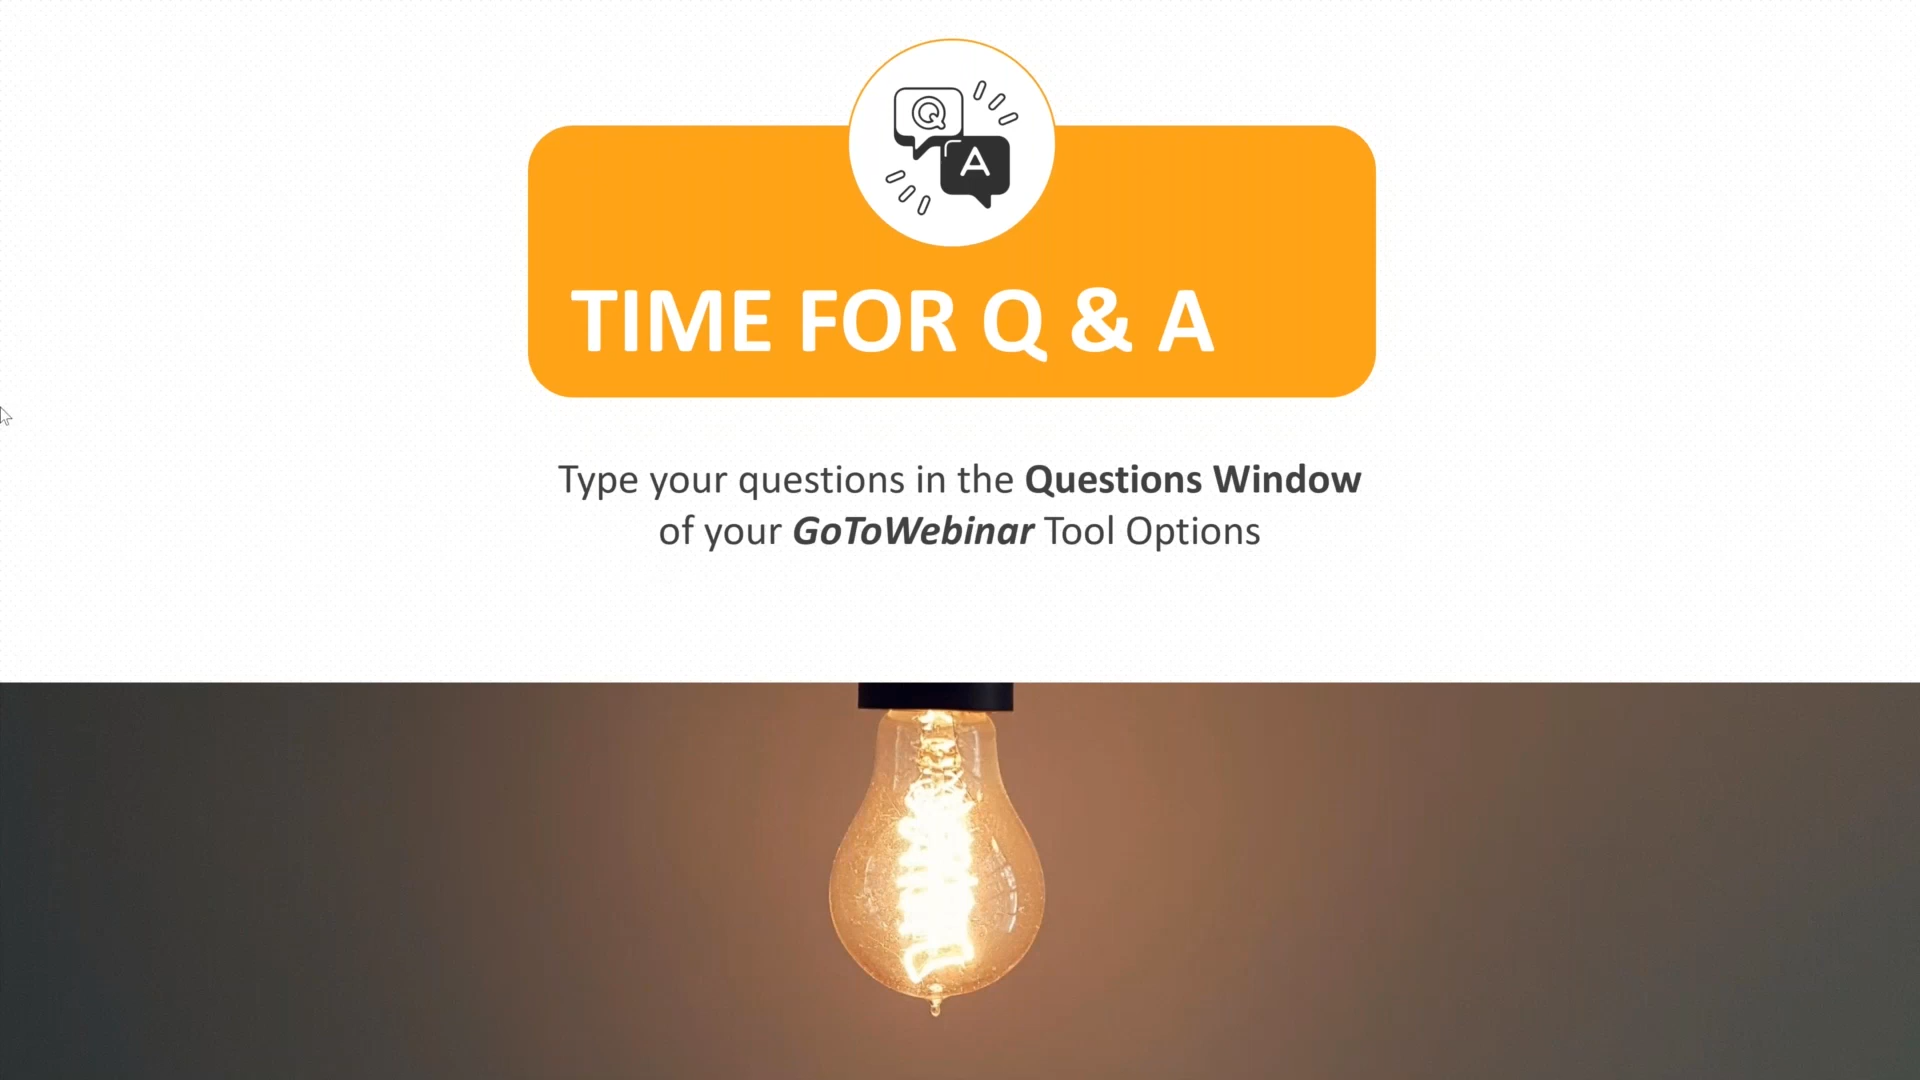 Q
A
TIME FOR Q & A
Type your questions in the Questions Window
of your GoToWebinar Tool Options